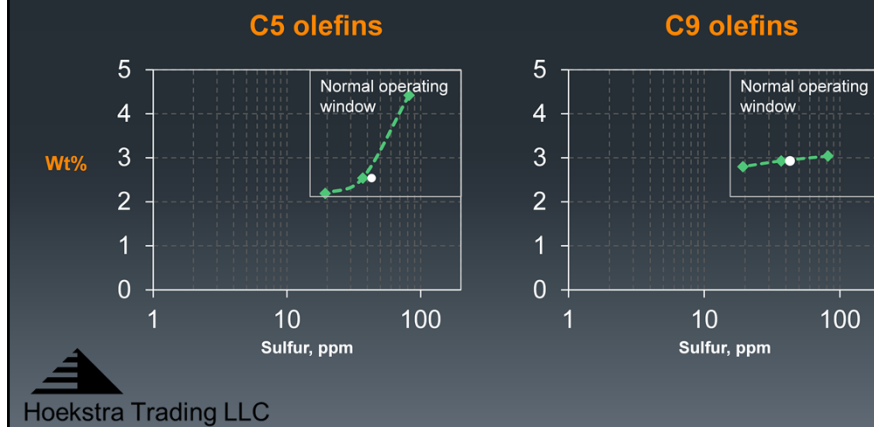 C5 olefins
C9 olefins
Wt%
5
4
3
2
1
0
Normal operating
window
1
10
100
Sulfur, ppm
5
4
3
2
1
0
Normal operating
window
1
10
100
Sulfur, ppm
Hoekstra Trading LLC